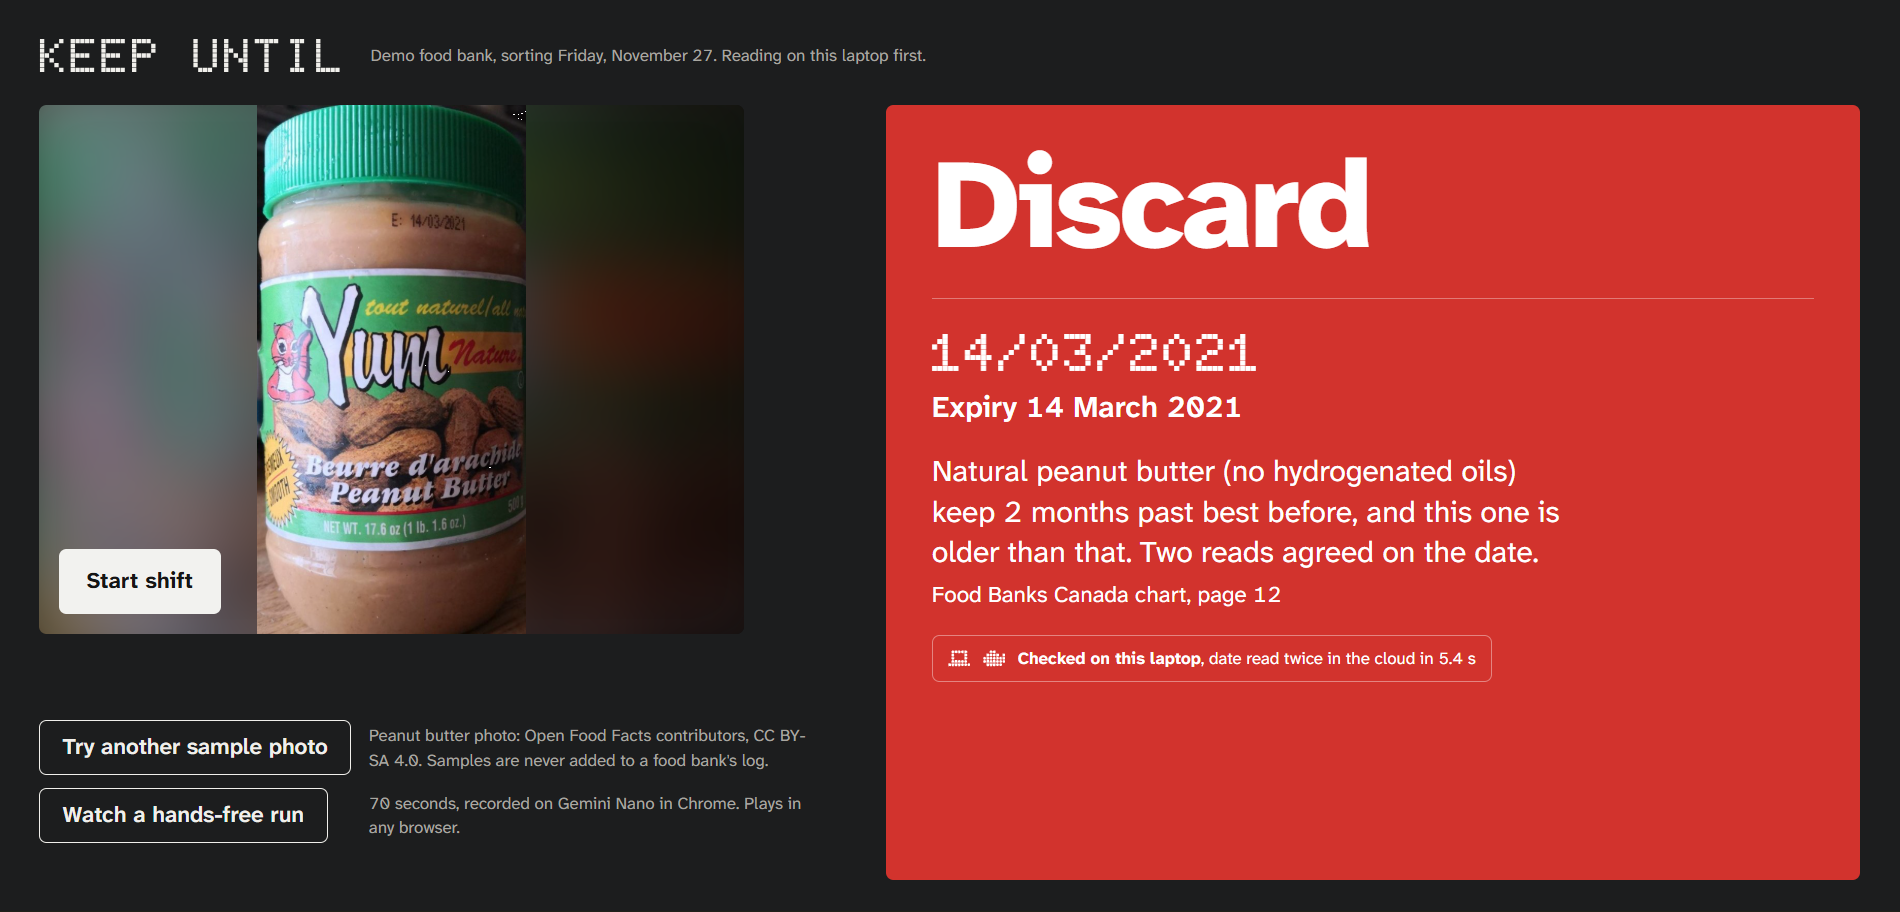 KEEP UNTIL
Demo food bank, sorting Friday, November 27. Reading on this laptop first.
E: 14/03/2021
tout naturel/all
Yum
Beurre d'arachide
Peanut Butter
NET WT. 17.6 oz (1 lb. 1.6 oz.)
Start shift
Try another sample photo
Peanut butter photo: Open Food Facts contributors, CC BY-
SA 4.0. Samples are never added to a food bank's log.
Watch a hands-free run
70 seconds, recorded on Gemini Nano in Chrome. Plays in
any browser.
Discard
14/03/2021
Expiry 14 March 2021
Natural peanut butter (no hydrogenated oils)
keep 2 months past best before, and this one is
older than that. Two reads agreed on the date.
Food Banks Canada chart, page 12
Checked on this laptop, date read twice in the cloud in 5.4 s